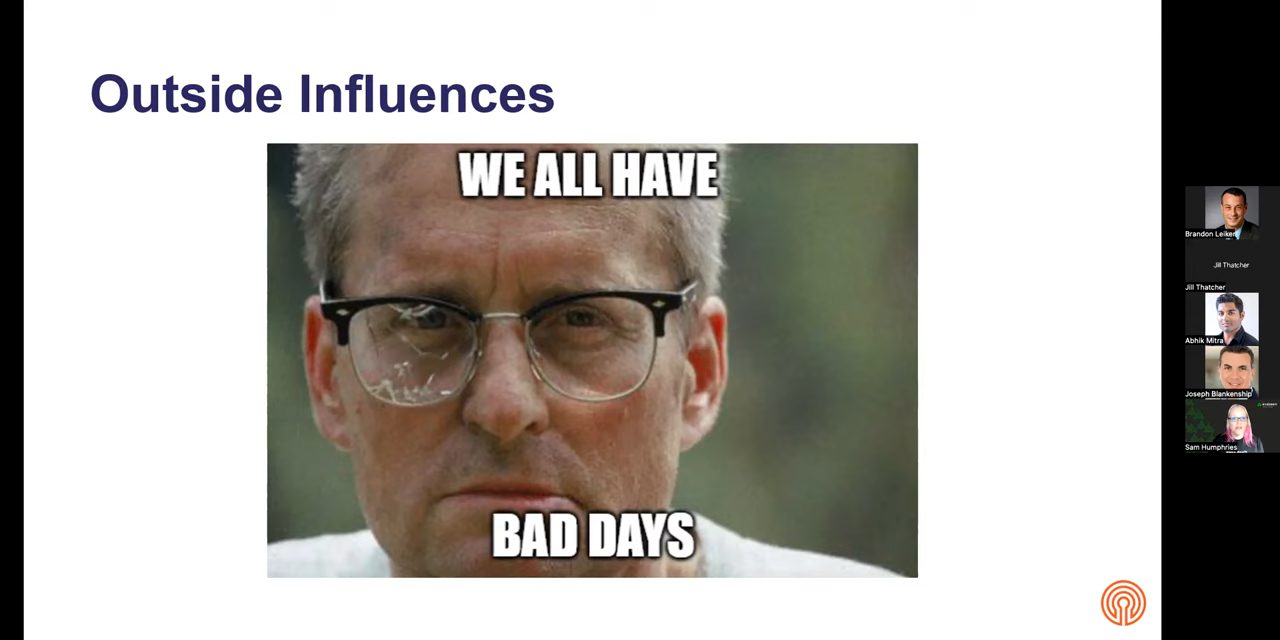 Outside Influences
WE ALL HAVE
BAD DAYS
Brandon Leiker
Jill Thatcher
Jill Thatcher
Abhik Mitra
Joseph Blankenship
Sam Humphries